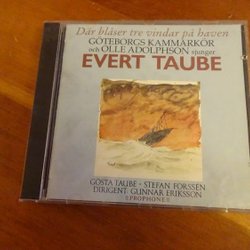 Där blåser tre vindar på haven
GÖTEBORGS KAMMARKÖR
och OLLE ADOLPHSON sjunger
EVERT TAUBE
GÖSTA TAUBE · STEFAN FORSSÉN
DIRIGENT GUNNAR ERIKSSON
PROPHONE